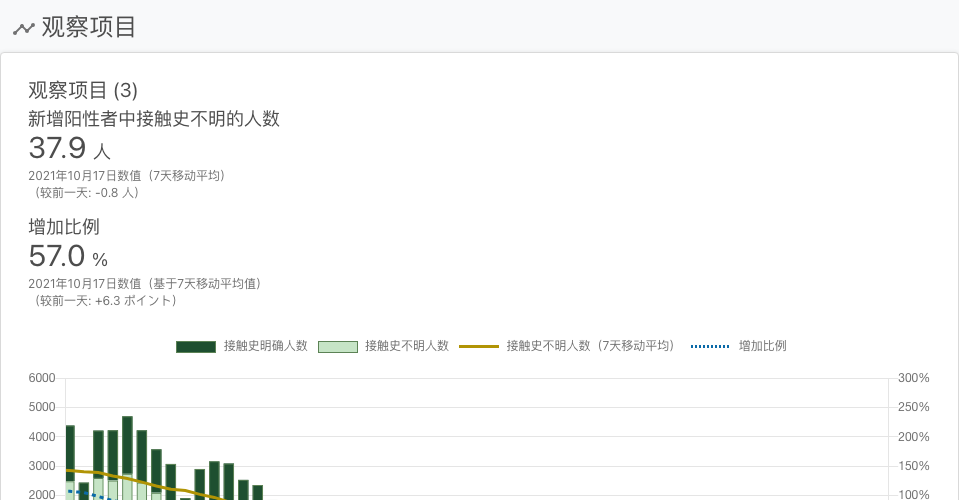 观察项目
观察项目 (3)
新增阳性者中接触史不明的人数
37.9 人
2021年10月17日数值（7天移动平均）
（较前一天: -0.8 人）
增加比例
57.0 %
2021年10月17日数值（基于7天移动平均值）
（较前一天: +6.3 ポイント）
接触史明确人数 接触史不明人数 接触史不明人数（7天移动平均） 增加比例
6000 300%
5000 250%
4000 200%
3000 150%
2000 100%